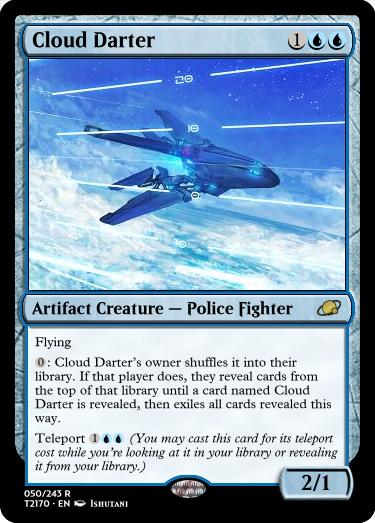 Cloud Darter 1
20
10
0
10
Artifact Creature — Police Fighter
Flying
0: Cloud Darter's owner shuffles it into their
library. If that player does, they reveal cards from
the top of that library until a card named Cloud
Darter is revealed, then exiles all cards revealed this
way.
Teleport 1 (You may cast this card for its teleport
cost while you're looking at it in your library or revealing
it from your library.)
2/1
050/243 R
T2170 · EN Ishutani